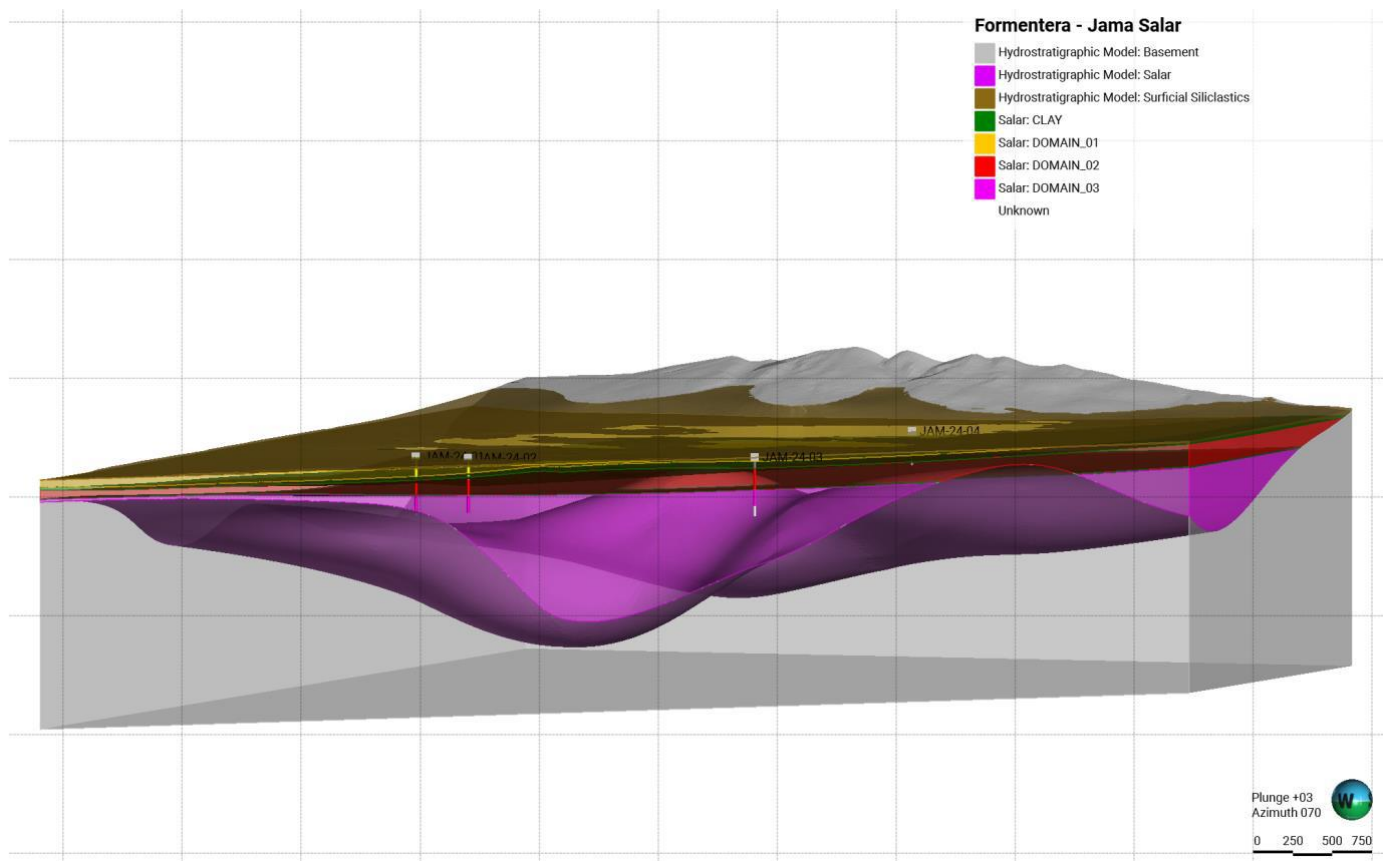 Formentera - Jama Salar
Hydrostratigraphic Model: Basement
Hydrostratigraphic Model: Salar
Hydrostratigraphic Model: Surficial Siliclastics
Salar: CLAY
Salar: DOMAIN_01
Salar: DOMAIN_02
Salar: DOMAIN_03
Unknown
JAM-24-04
JAM-24-02
JAM-24-03
Plunge +03
Azimuth 070
W
0 250 500 750